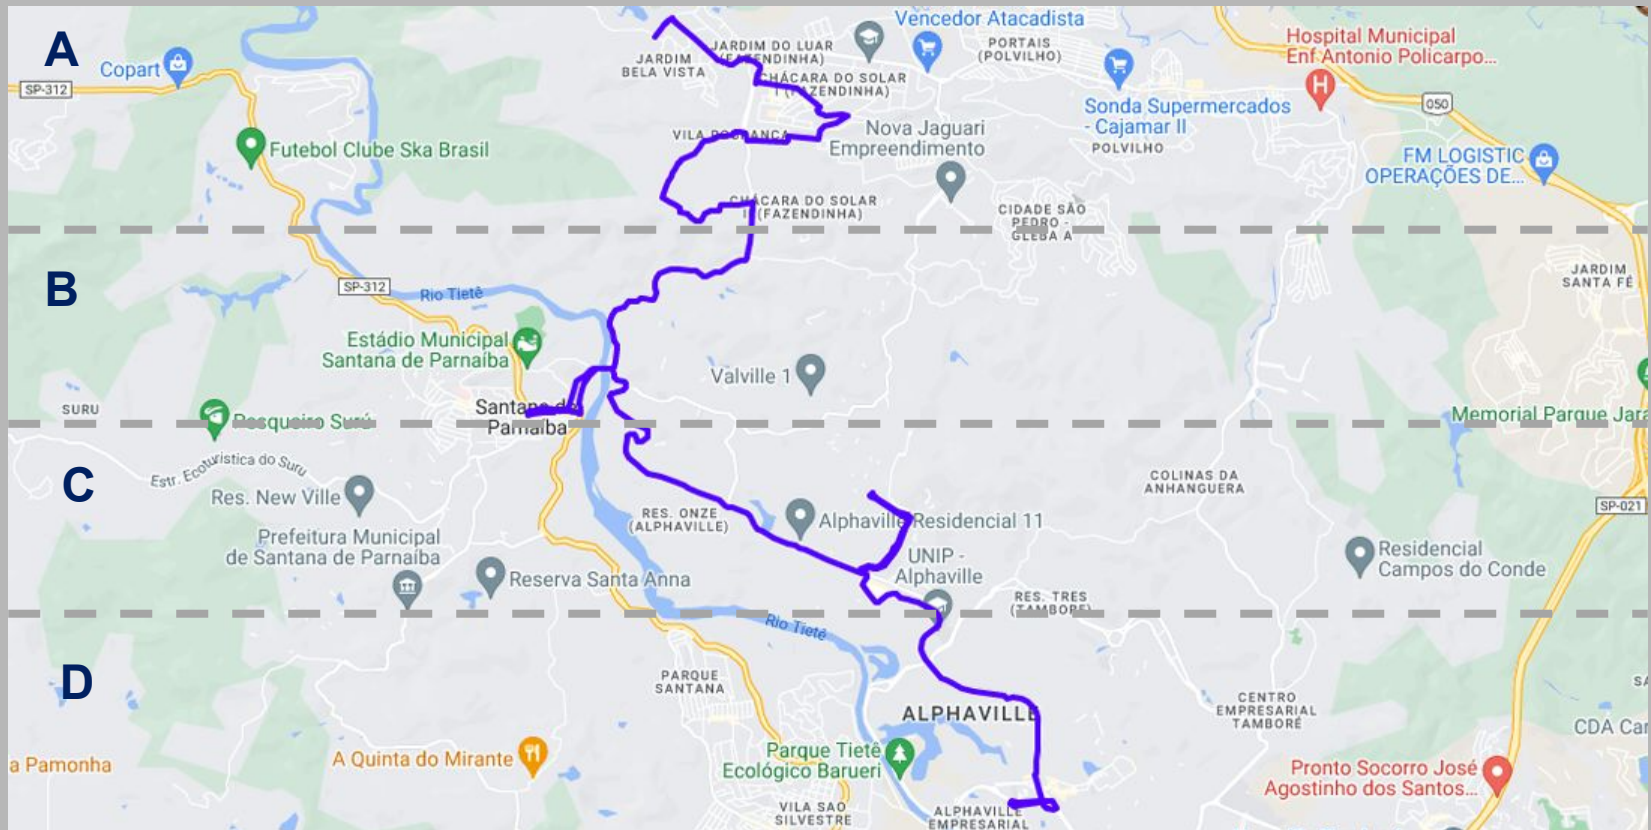 A
Vencedor Atacadista
Hospital Municipal
Enf Antonio Policarpo...
Copart
JARDIM DO LUAR
(FAZENDINHA)
PORTAIS
(POLVILHO)
JARDIM
BELA VISTA
SP-312
CHÁCARA DO SOLAR
I (FAZENDINHA)
Sonda Supermercados
- Cajamar II
050
Nova Jaguari
Empreendimento
VILA POUPANÇA
POLVILHO
Futebol Clube Ska Brasil
FM LOGISTIC
OPERAÇÕES DE...
CHÁCARA DO SOLAR
(FAZENDINHA)
CIDADE SÃO
PEDRO -
GLEBA A
B
JARDIM
SANTA FÉ
SP-312
Rio Tietê
Estádio Municipal
Santana de Parnaíba
Valville 1
SURU
Santana de
Parnaíba
Pesqueiro Surú
Memorial Parque Jara
C
Estr. Ecoturística do Suru
COLINAS DA
ANHANGUERA
Res. New Ville
SP-021
RES. ONZE
(ALPHAVILLE)
Alphaville Residencial 11
Prefeitura Municipal
de Santana de Parnaíba
UNIP -
Alphaville
Residencial
Campos do Conde
Reserva Santa Anna
RES. TRES
(TAMBORE)
Rio Tietê
D
PARQUE
SANTANA
SA
CENTRO
EMPRESARIAL
TAMBORÉ
ALPHAVILLE
CDA Car
Parque Tietê
Ecológico Barueri
A Quinta do Mirante
a Pamonha
Pronto Socorro José
Agostinho dos Santos...
VILA SAO
SILVESTRE
ALPHAVILLE
EMPRESARIAL